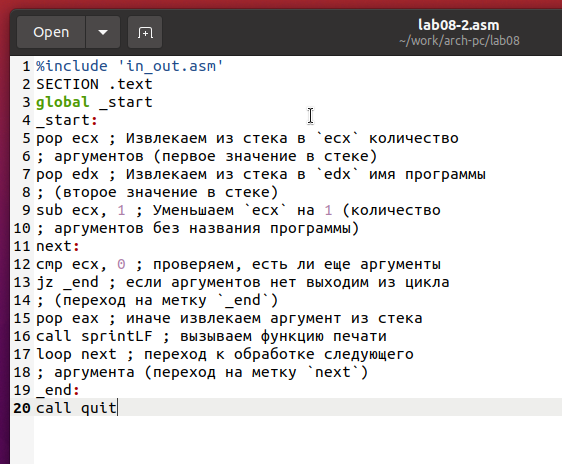 Open
lab08-2.asm
~/work/arch-pc/lab08
1 %include 'in_out.asm'
2 SECTION .text
3 global _start
4 _start:
5 pop ecx ; Извлекаем из стека в `ecx` количество
6 ; аргументов (первое значение в стеке)
7 pop edx ; Извлекаем из стека в `edx` имя программы
8 ; (второе значение в стеке)
9 sub ecx, 1 ; Уменьшаем `ecx` на 1 (количество
10 ; аргументов без названия программы)
11 next:
12 cmp ecx, 0 ; проверяем, есть ли еще аргументы
13 jz _end ; если аргументов нет выходим из цикла
14 ; (переход на метку `_end`)
15 pop eax ; иначе извлекаем аргумент из стека
16 call sprintLF ; вызываем функцию печати
17 loop next ; переход к обработке следующего
18 ; аргумента (переход на метку `next`)
19 _end:
20 call quit